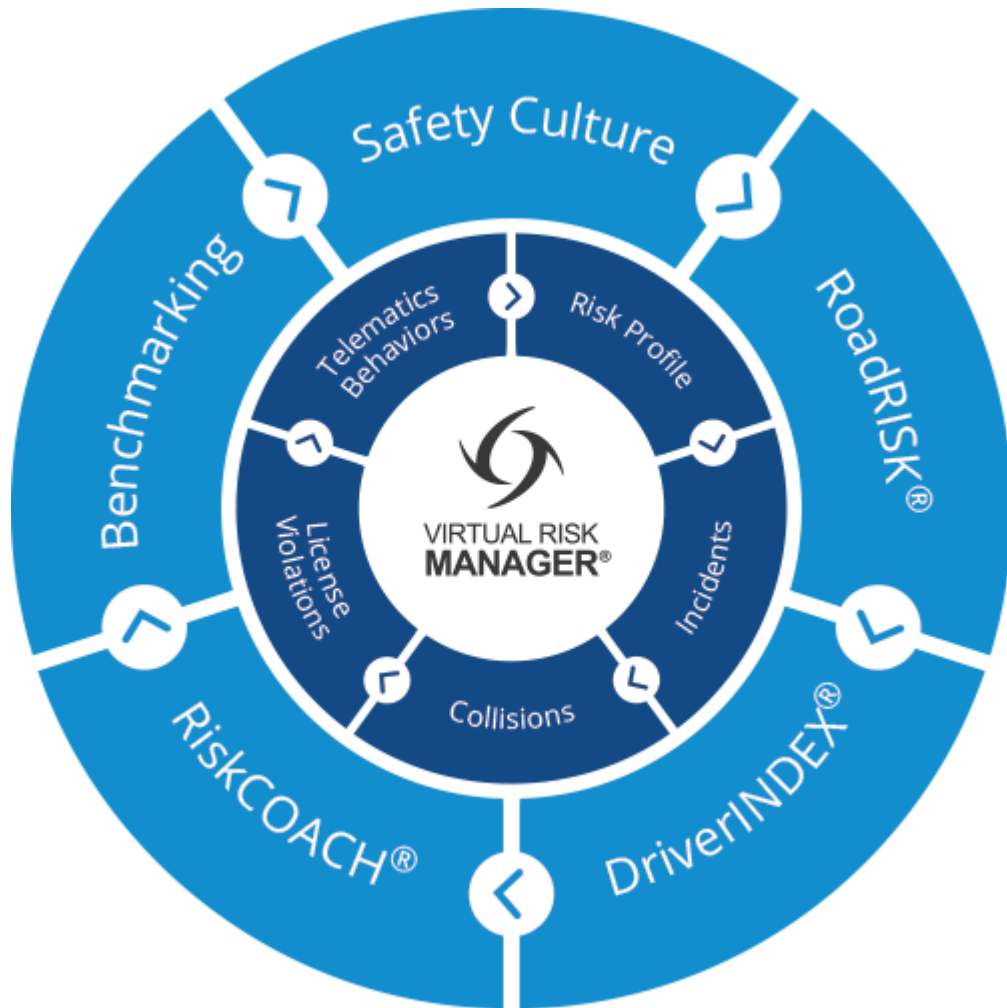 Safety Culture
RoadRISK®
DriverINDEX®
RiskCOACH®
Benchmarking
Risk Profile
Incidents
Collisions
License
Violations
Telematics
Behaviors
VIRTUAL RISK
MANAGER®